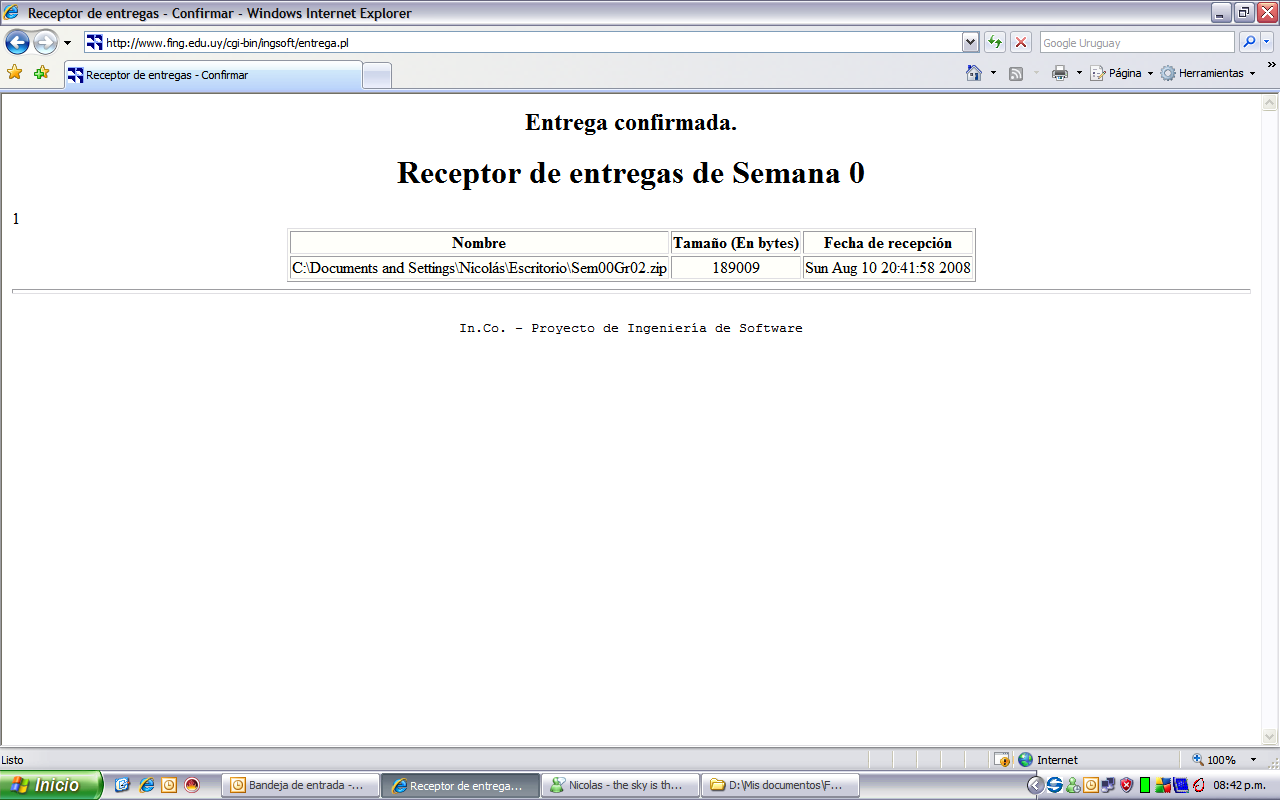 Receptor de entregas - Confirmar - Windows Internet Explorer
http://www.fing.edu.uy/cgi-bin/ingsoft/entrega.pl
Google Uruguay
Receptor de entregas - Confirmar
Página
Herramientas
Entrega confirmada.
Receptor de entregas de Semana 0
1
Nombre Tamaño (En bytes) Fecha de recepción
C:\Documents and Settings\Nicolás\Escritorio\Sem00Gr02.zip 189009 Sun Aug 10 20:41:58 2008
In.Co. - Proyecto de Ingeniería de Software
Listo
Internet
100%
Inicio
Bandeja de entrada -...
Receptor de entrega...
Nicolas - the sky is th...
D:\Mis documentos\F...
08:42 p.m.